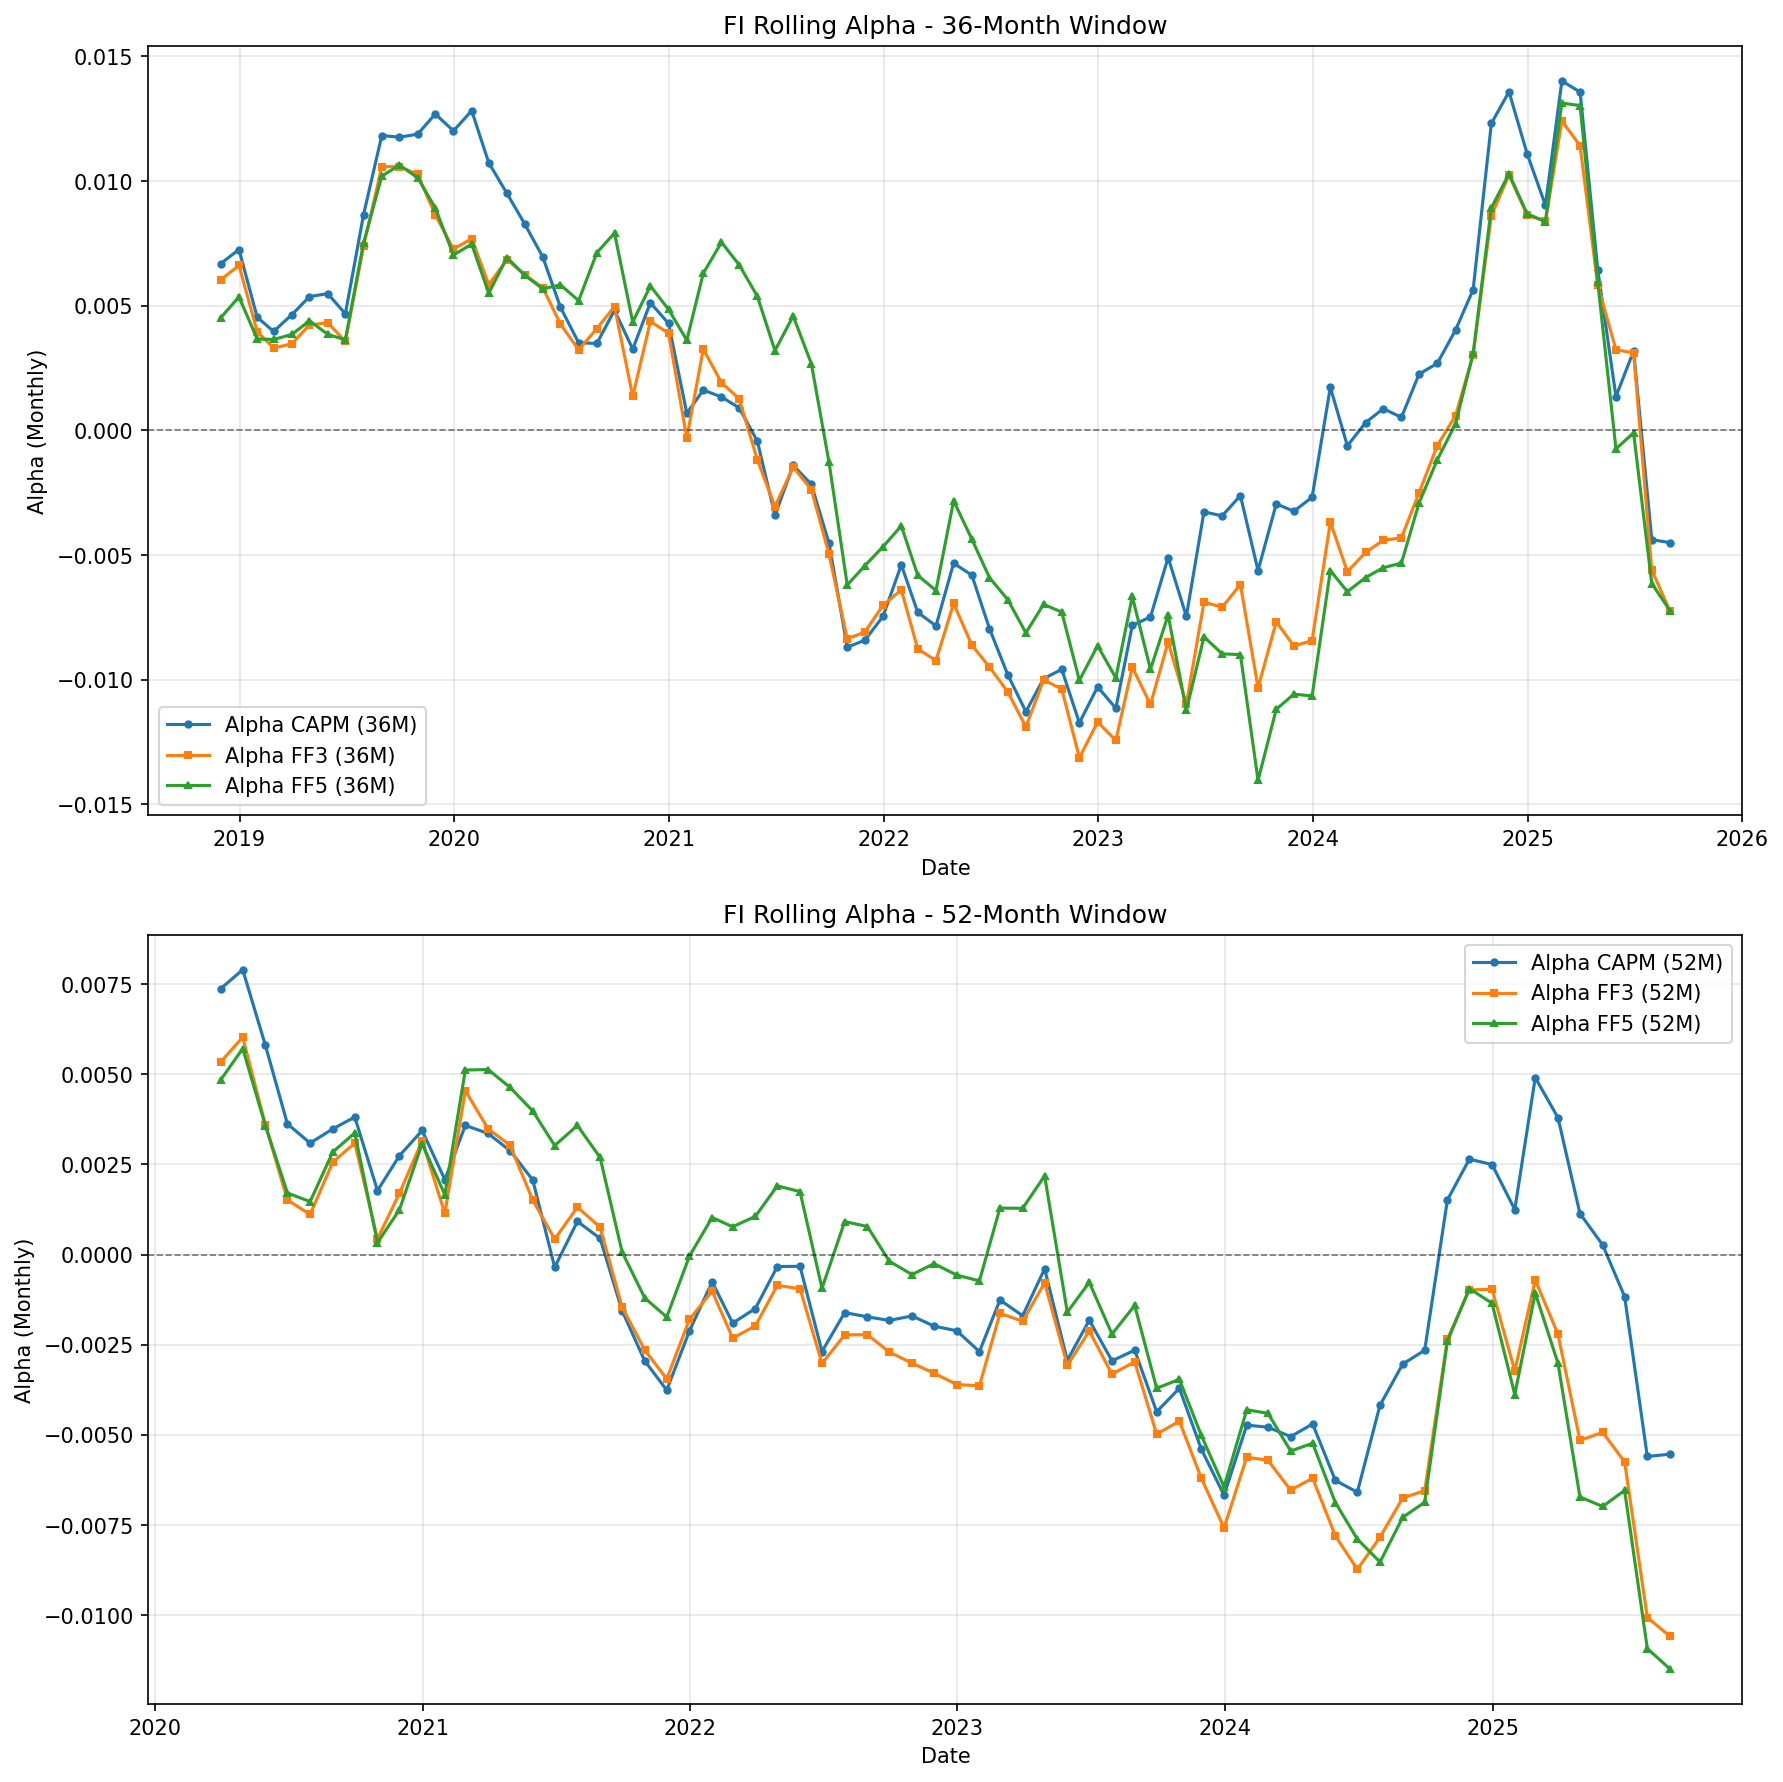 FI Rolling Alpha - 36-Month Window
0.015
0.010
0.005
0.000
−0.005
−0.010
−0.015
Alpha (Monthly)
Alpha CAPM (36M)
Alpha FF3 (36M)
Alpha FF5 (36M)
2019 2020 2021 2022 2023 2024 2025 2026
Date
FI Rolling Alpha - 52-Month Window
0.0075
0.0050
0.0025
0.0000
−0.0025
−0.0050
−0.0075
−0.0100
Alpha (Monthly)
Alpha CAPM (52M)
Alpha FF3 (52M)
Alpha FF5 (52M)
2020 2021 2022 2023 2024 2025
Date